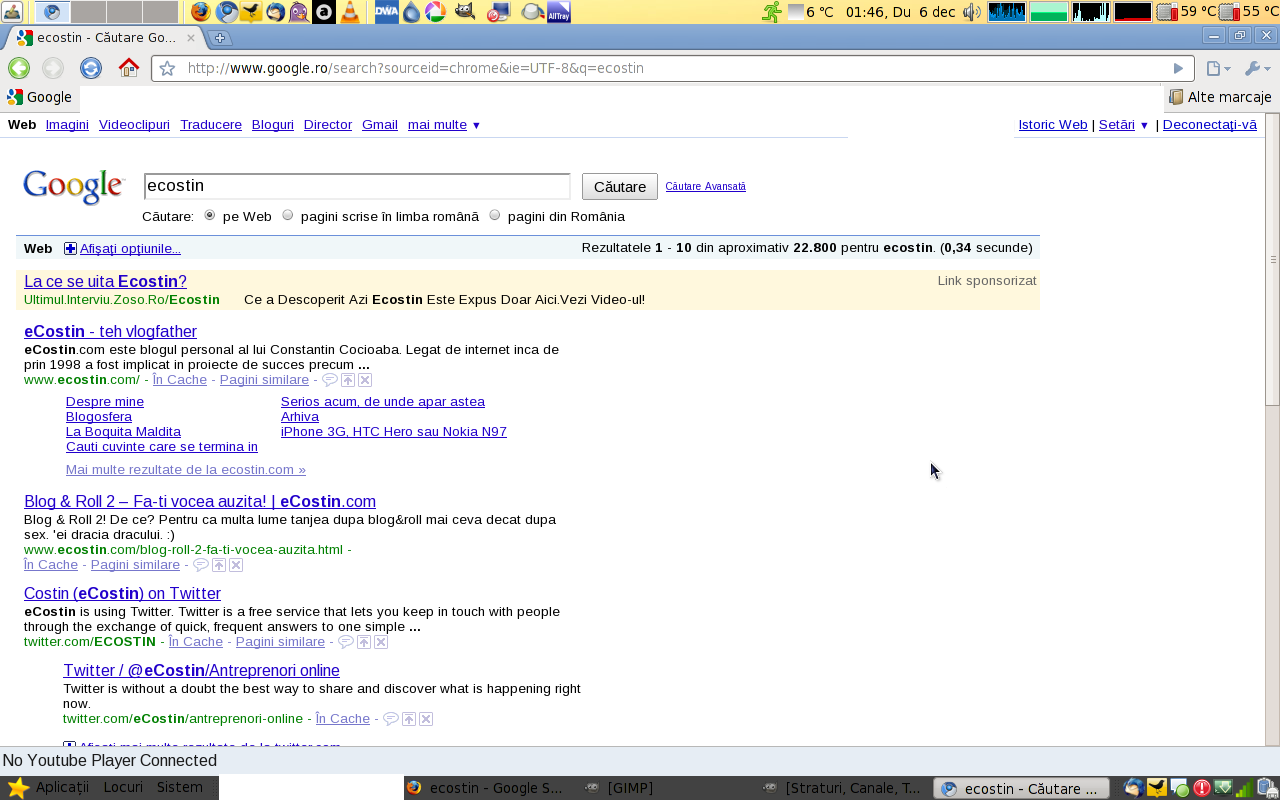 DWA
AllTray
6 °C
01:46, Du 6 dec
59 °C
55 °C
ecostin - Căutare Go...
http://www.google.ro/search?sourceid=chrome&ie=UTF-8&q=ecostin
Google
Alte marcaje
Web Imagini Videoclipuri Traducere Bloguri Director Gmail mai multe ▼
Istoric Web | Setări ▼ | Deconectaţi-vă
Google
ecostin
Căutare
Căutare Avansată
Căutare: pe Web pagini scrise în limba română pagini din România
Web Afişaţi opţiunile...
Rezultatele 1 - 10 din aproximativ 22.800 pentru ecostin. (0,34 secunde)
La ce se uita Ecostin?
Link sponsorizat
Ultimul.Interviu.Zoso.Ro/Ecostin Ce a Descoperit Azi Ecostin Este Expus Doar Aici.Vezi Video-ul!
eCostin - teh vlogfather
eCostin.com este blogul personal al lui Constantin Cocioaba. Legat de internet inca de
prin 1998 a fost implicat in proiecte de succes precum ...
www.ecostin.com/ - În Cache - Pagini similare -
Despre mine
Serios acum, de unde apar astea
Blogosfera
Arhiva
La Boquita Maldita
iPhone 3G, HTC Hero sau Nokia N97
Cauti cuvinte care se termina in
Mai multe rezultate de la ecostin.com »
Blog & Roll 2 – Fa-ti vocea auzita! | eCostin.com
Blog & Roll 2! De ce? Pentru ca multa lume tanjea dupa blog&roll mai ceva decat dupa
sex. 'ei dracia dracului. :)
www.ecostin.com/blog-roll-2-fa-ti-vocea-auzita.html -
În Cache - Pagini similare -
Costin (eCostin) on Twitter
eCostin is using Twitter. Twitter is a free service that lets you keep in touch with people
through the exchange of quick, frequent answers to one simple ...
twitter.com/ECOSTIN - În Cache - Pagini similare -
Twitter / @eCostin/Antreprenori online
Twitter is without a doubt the best way to share and discover what is happening right
now.
twitter.com/eCostin/antreprenori-online - În Cache -
Afişaţi mai multe rezultate de la twitter.com
No Youtube Player Connected
Aplicaţii Locuri Sistem
ecostin - Google S...
[GIMP]
[Straturi, Canale, T...
ecostin - Căutare ...